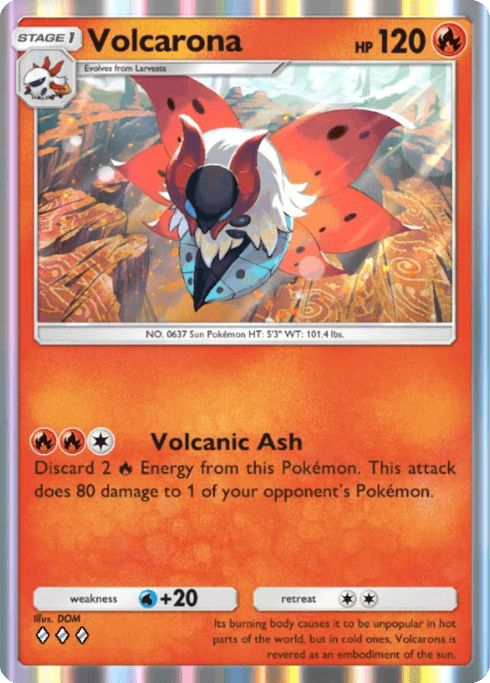 STAGE 1 Volcarona HP 120
Evolves from Larvesta
NO. 0637 Sun Pokémon HT: 5'3" WT: 101.4 lbs.
Volcanic Ash
Discard 2 Energy from this Pokémon. This attack
does 80 damage to 1 of your opponent's Pokémon.
weakness +20 retreat
Illus. DOM
Its burning body causes it to be unpopular in hot
parts of the world, but in cold ones, Volcarona is
revered as an embodiment of the sun.